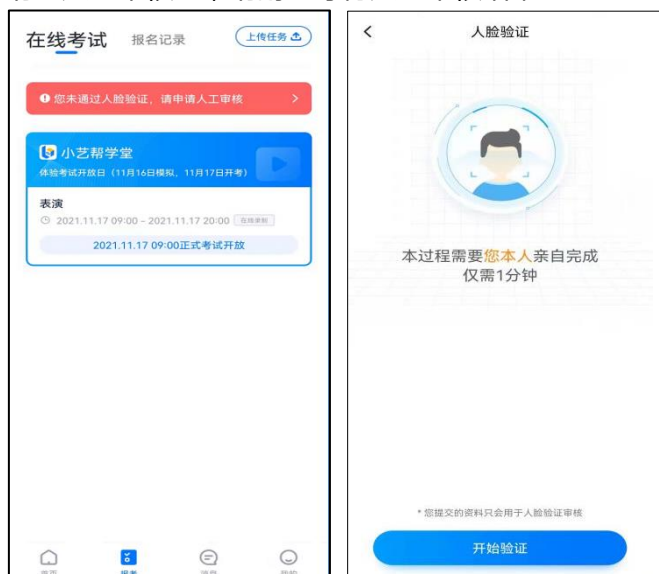 在线考试
报名记录
上传任务
您未通过人脸验证，请申请人工审核
小艺帮学堂
体验考试开放日（11月16日模拟，11月17日开考）
表演
2021.11.17 09:00 - 2021.11.17 20:00
2021.11.17 09:00正式考试开放
人脸验证
本过程需要您本人亲自完成
仅需1分钟
* 您提交的资料只会用于人脸验证审核
开始验证